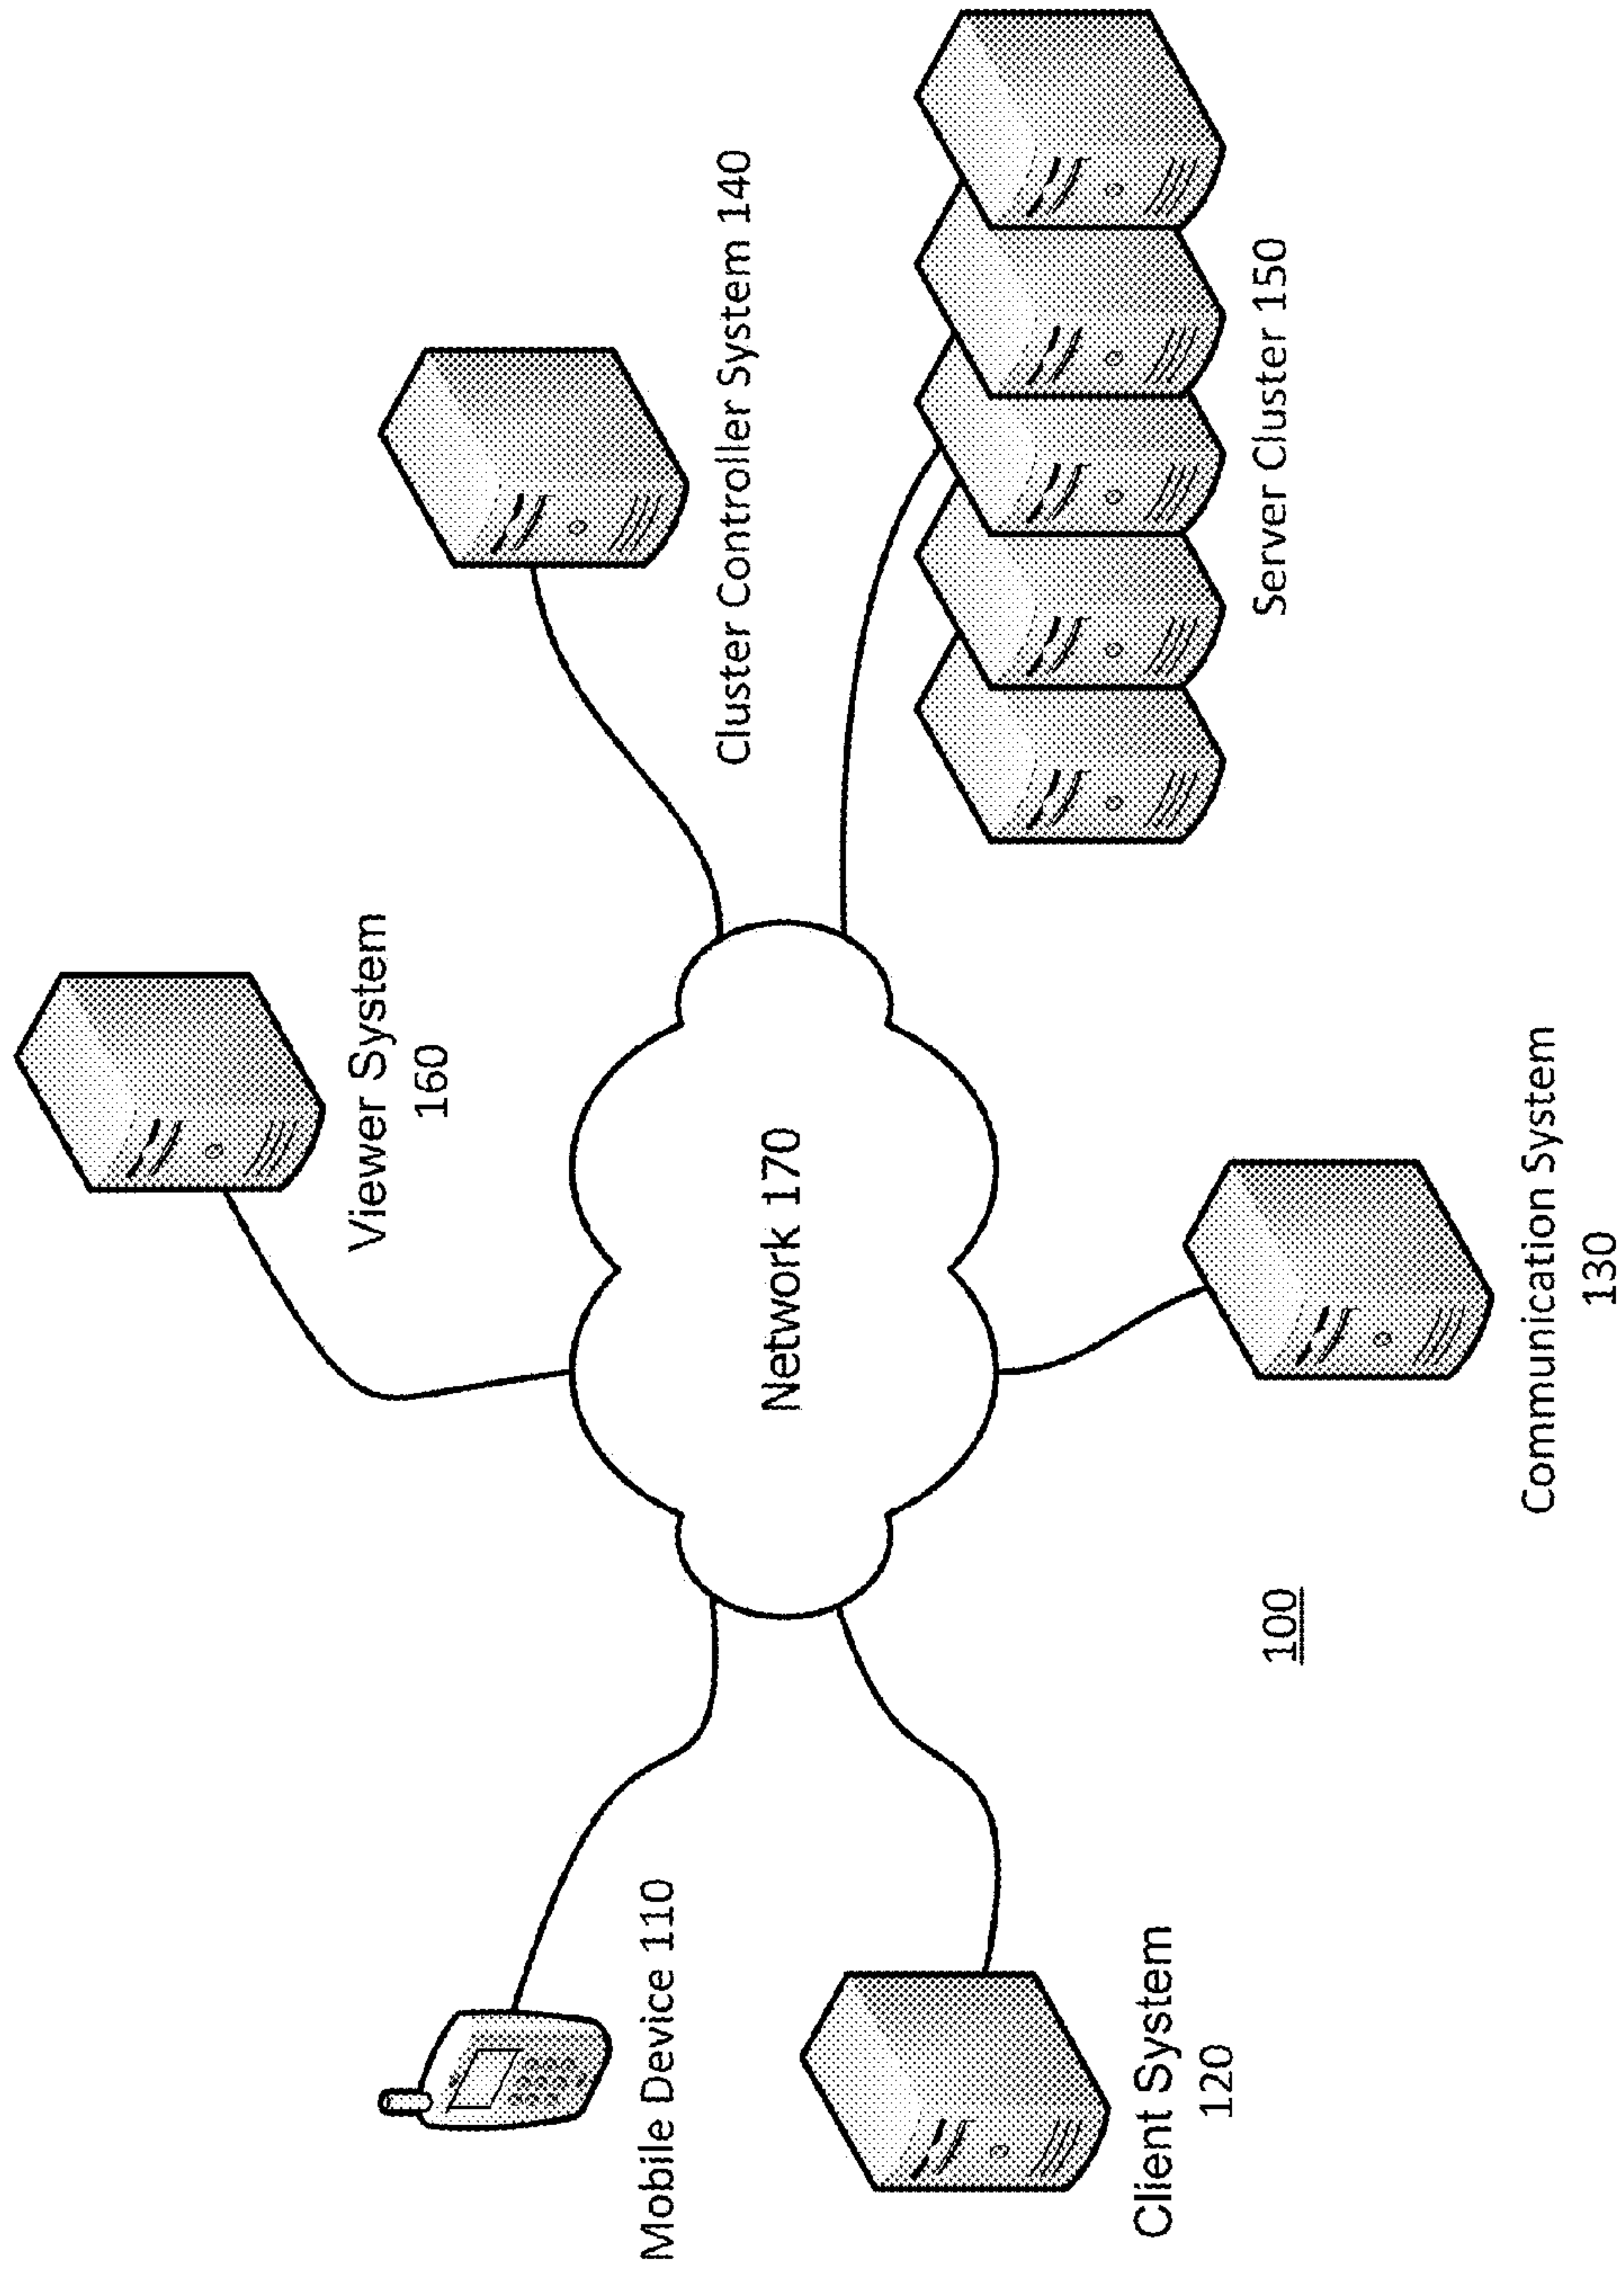 Viewer System
160
Mobile Device 110
Cluster Controller System 140
Network 170
Client System
120
Server Cluster 150
100
Communication System
130